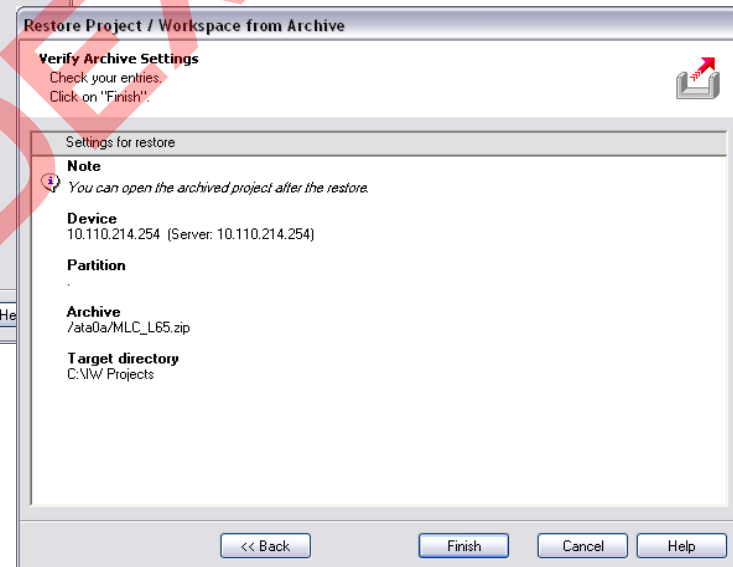 Restore Project / Workspace from Archive
Verify Archive Settings
Check your entries.
Click on "Finish".
Settings for restore
Note
You can open the archived project after the restore.
Device
10.110.214.254 (Server: 10.110.214.254)
Partition
.
Archive
/ata0a/MLC_L65.zip
Target directory
C:\IW Projects
He
<< Back
Finish
Cancel
Help